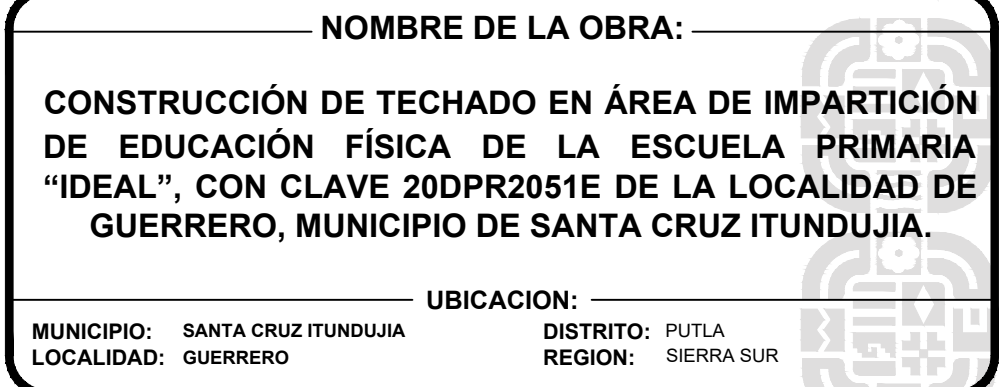 NOMBRE DE LA OBRA:
CONSTRUCCIÓN DE TECHADO EN ÁREA DE IMPARTICIÓN
DE EDUCACIÓN FÍSICA DE LA ESCUELA PRIMARIA
“IDEAL”, CON CLAVE 20DPR2051E DE LA LOCALIDAD DE
GUERRERO, MUNICIPIO DE SANTA CRUZ ITUNDUJIA.
UBICACION:
MUNICIPIO: SANTA CRUZ ITUNDUJIA DISTRITO: PUTLA
LOCALIDAD: GUERRERO REGION: SIERRA SUR